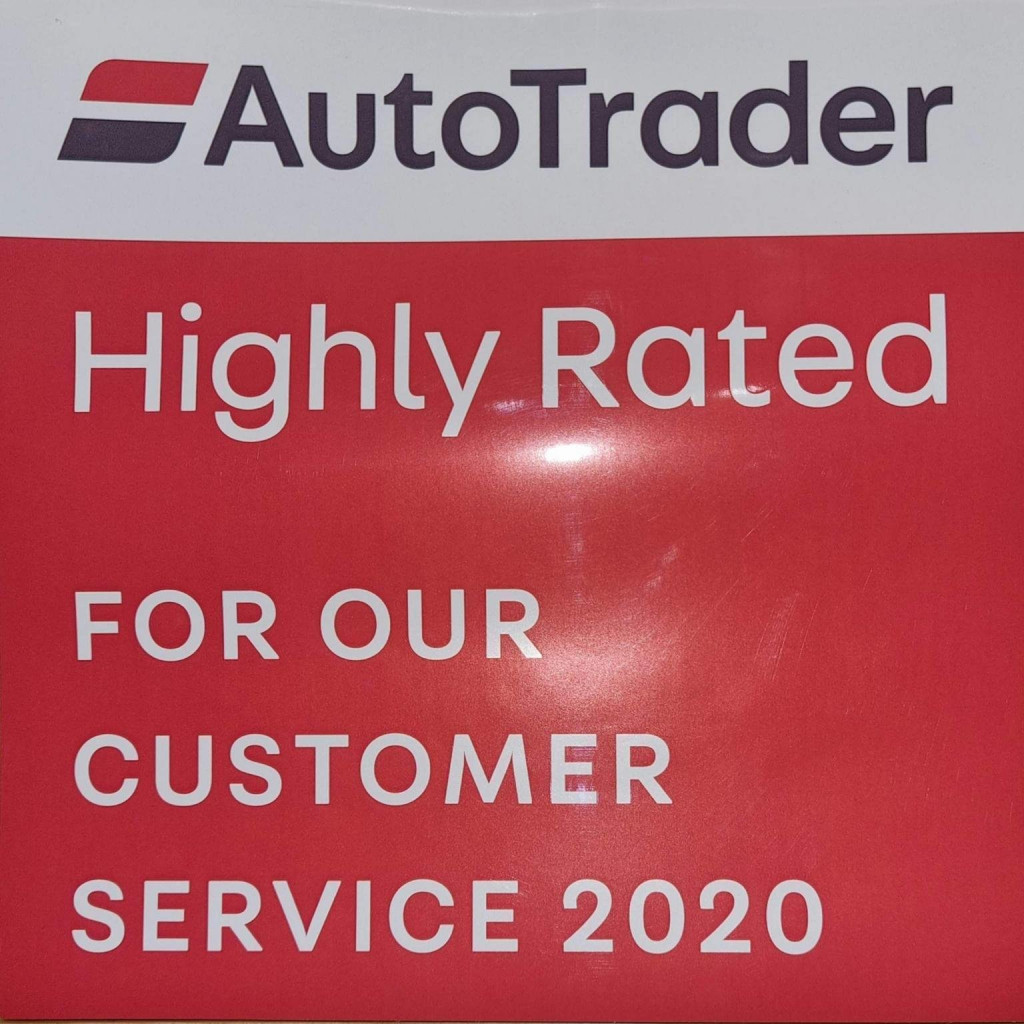 AutoTrader
Highly Rated
FOR OUR
CUSTOMER
SERVICE 2020